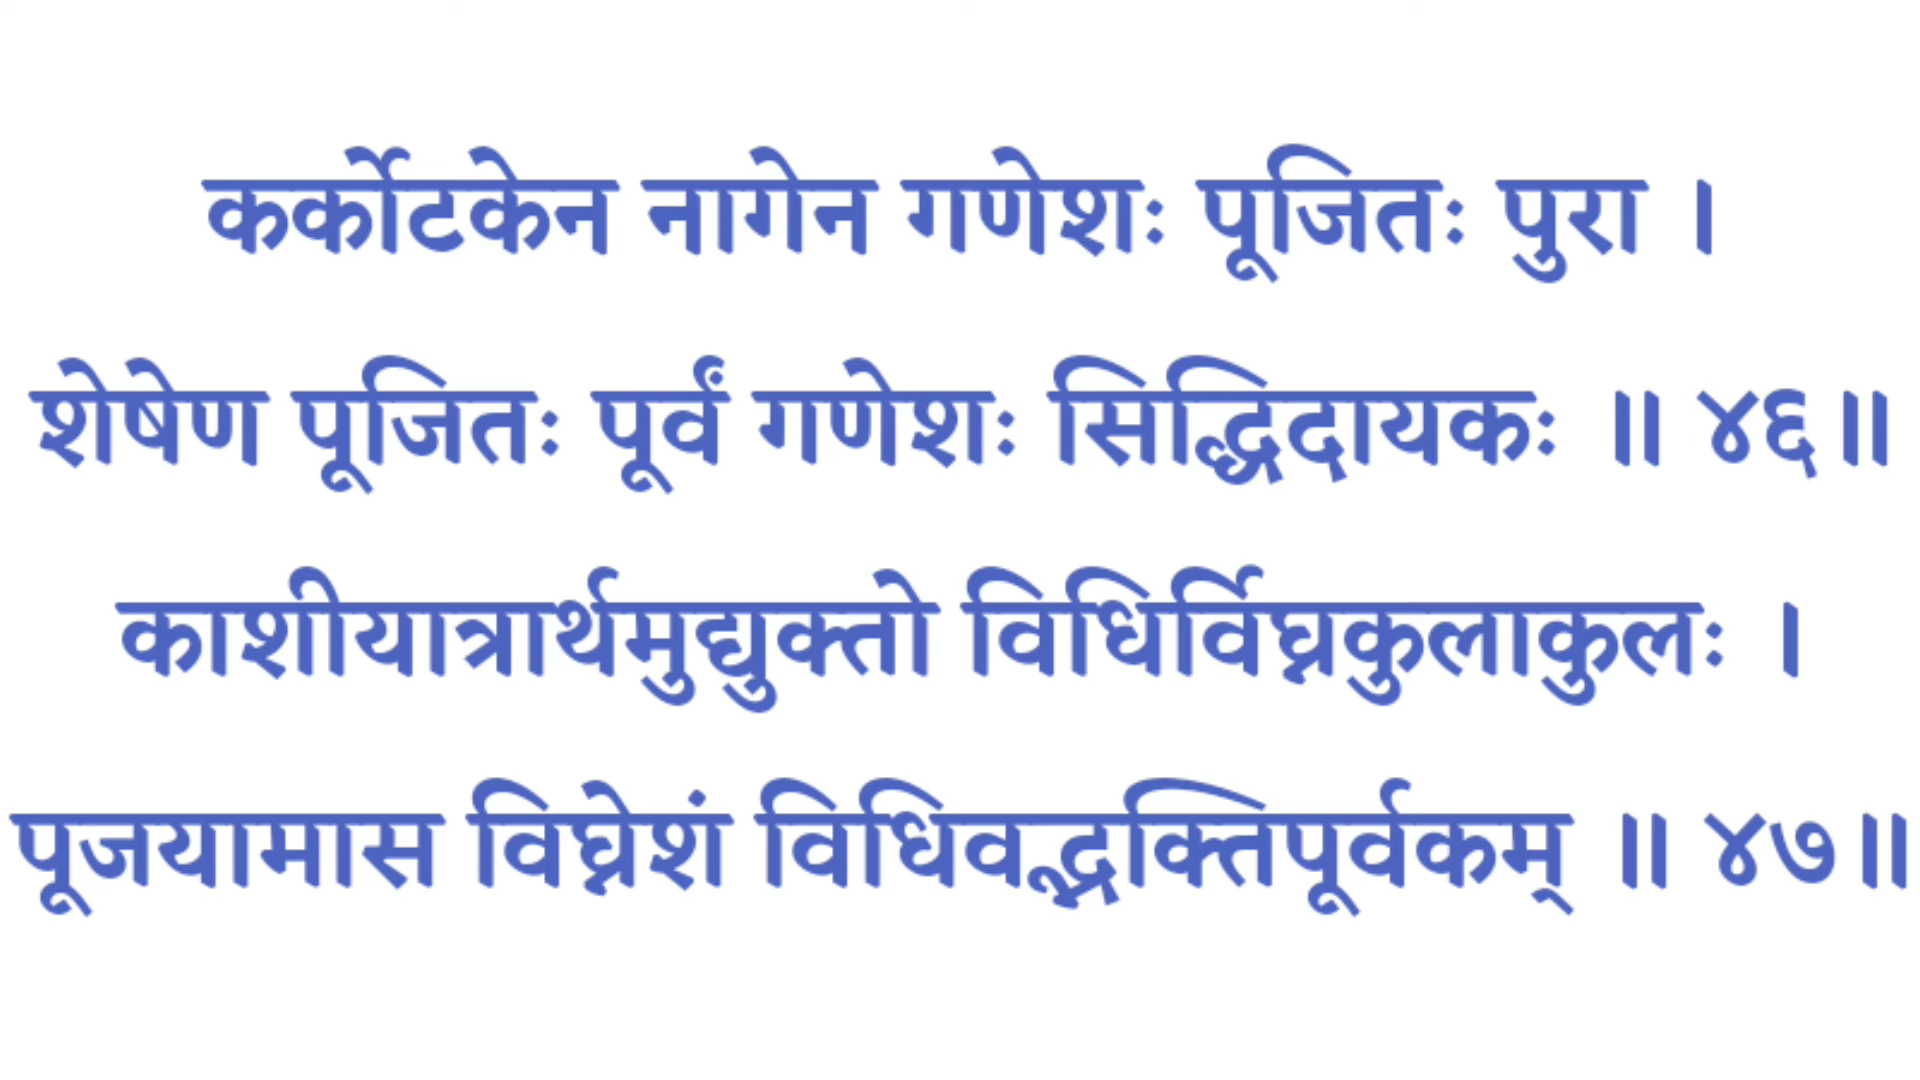 कर्कोटकेन नागेन गणेशः पूजितः पुरा ।
शेषेण पूजितः पूर्वं गणेशः सिद्धिदायकः ॥ ४६॥
काशीयात्रार्थमुद्युक्तो विधिर्विघ्नकुलाकुलः ।
पूजयामास विघ्नेशं विधिवद्भक्तिपूर्वकम् ॥ ४७॥